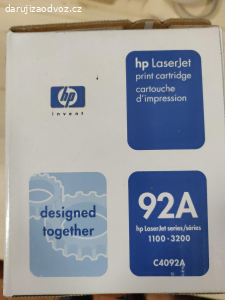 darujizaodvoz.cz
hp
invent
hp LaserJet
print cartridge
cartouche
d'impression
designed
together
92A
hp LaserJet series/séries
1100 · 3200
C4092A